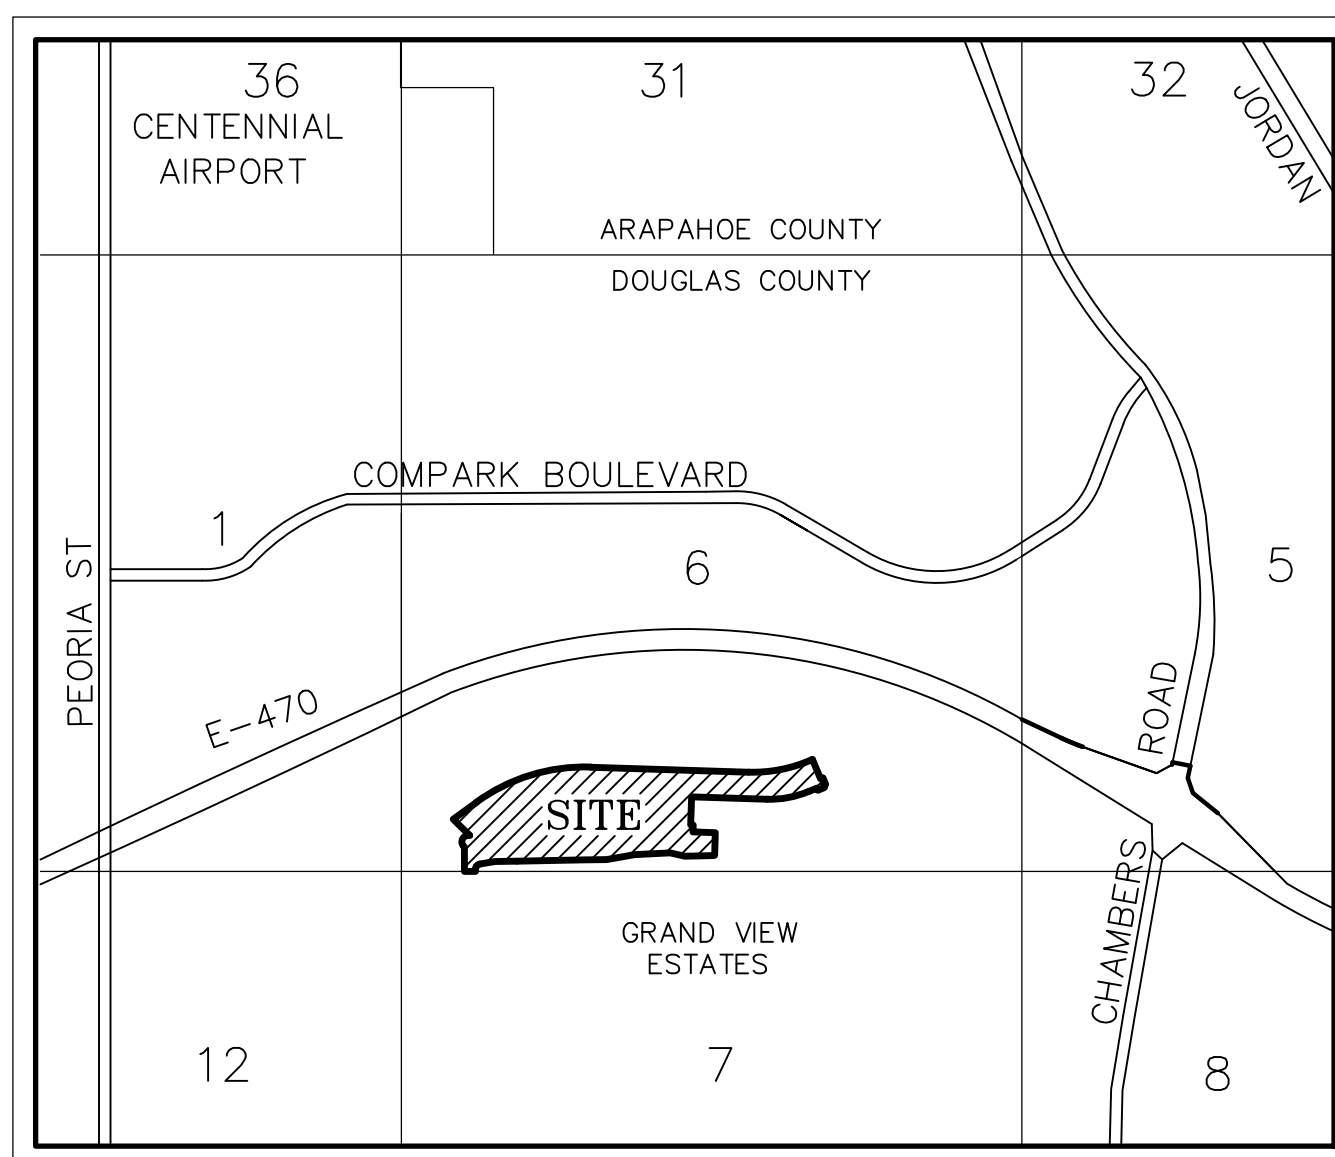 36
31
32
CENTENNIAL
AIRPORT
JORDAN
ARAPAHOE COUNTY
DOUGLAS COUNTY
COMPARK BOULEVARD
1
6
5
PEORIA ST
E-470
ROAD
SITE
CHAMBERS
GRAND VIEW
ESTATES
12
7
8